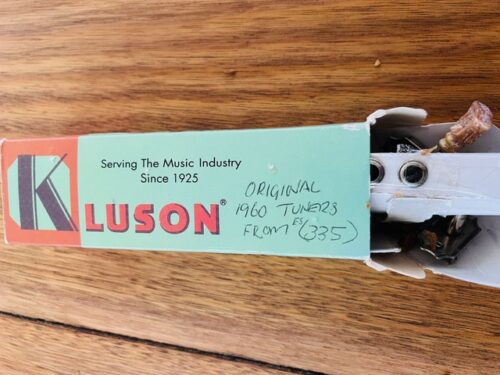 Serving The Music Industry
Since 1925
KLUSON®
ORIGINAL
1960 TUNERS
FROM ES (335)